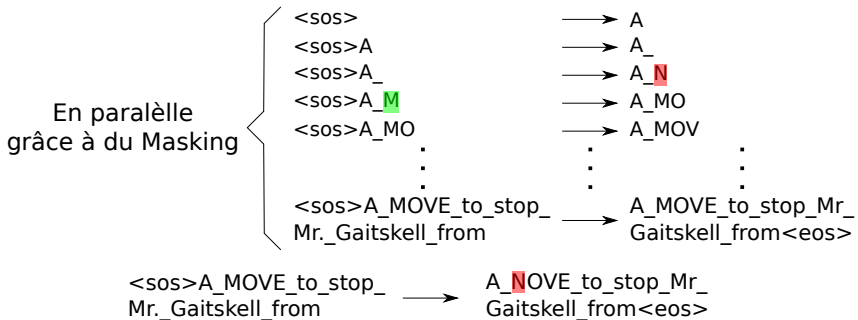 <sos> A
<sos>A A_
<sos>A_ A_N
<sos>A_M A_MO
<sos>A_MO A_MOV
En paralèlle
grâce à du Masking
<sos>A_MOVE_to_stop_ A_MOVE_to_stop_Mr_
Mr._Gaitskell_from Gaitskell_from<eos>
<sos>A_MOVE_to_stop_ A_NOVE_to_stop_Mr_
Mr._Gaitskell_from Gaitskell_from<eos>